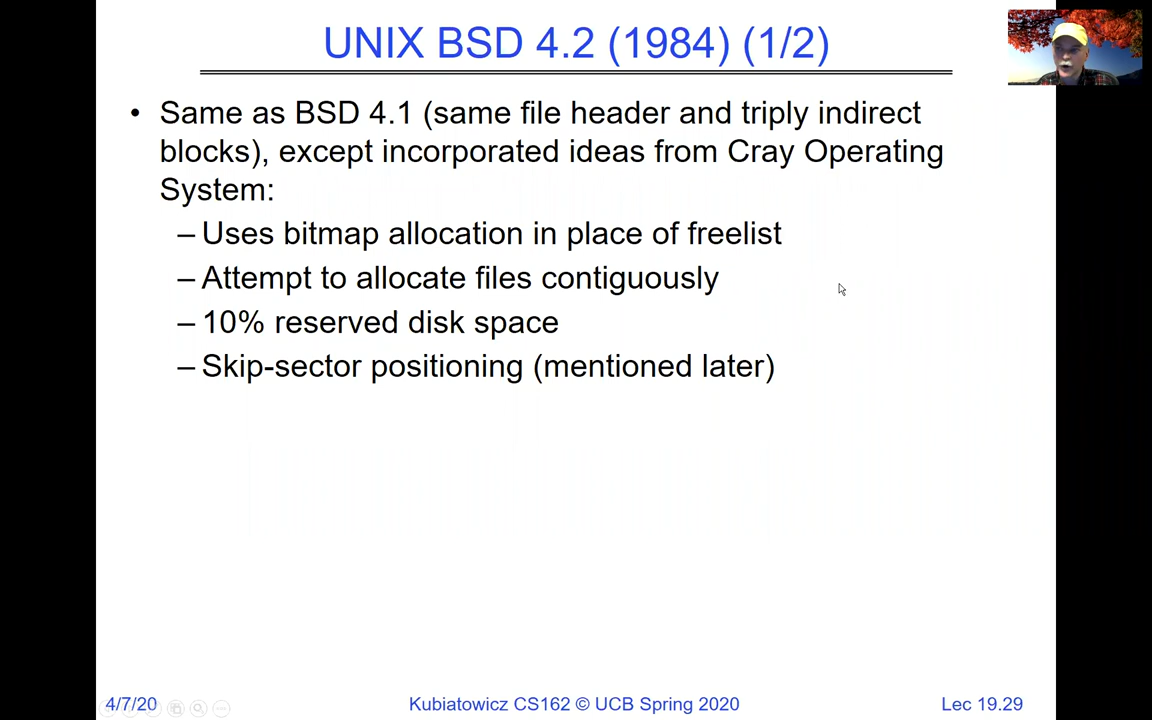 UNIX BSD 4.2 (1984) (1/2)
• Same as BSD 4.1 (same file header and triply indirect
blocks), except incorporated ideas from Cray Operating
System:
– Uses bitmap allocation in place of freelist
– Attempt to allocate files contiguously
– 10% reserved disk space
– Skip-sector positioning (mentioned later)
4/7/20 Kubiatowicz CS162 © UCB Spring 2020 Lec 19.29